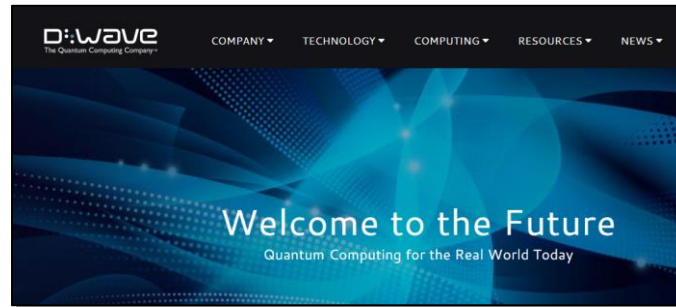 D:wave
The Quantum Computing Company™
COMPANY TECHNOLOGY COMPUTING RESOURCES NEWS
Welcome to the Future
Quantum Computing for the Real World Today